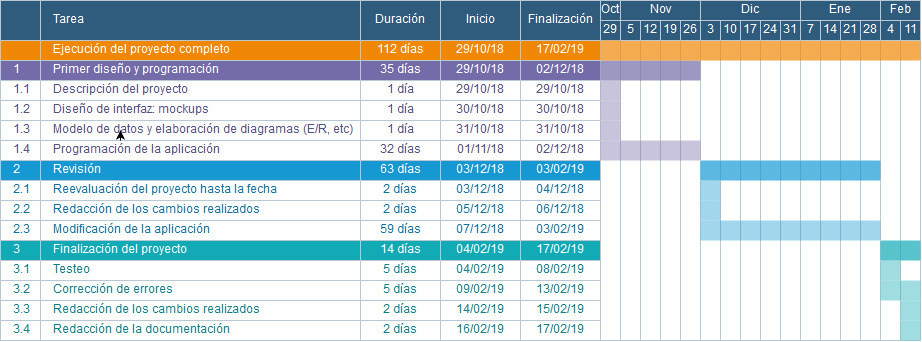 Tarea Duración Inicio Finalización Oct Nov Dic Ene Feb
29 5 12 19 26 3 10 17 24 31 7 14 21 28 4 11
Ejecución del proyecto completo 112 días 29/10/18 17/02/19
1 Primer diseño y programación 35 días 29/10/18 02/12/18
1.1 Descripción del proyecto 1 día 29/10/18 29/10/18
1.2 Diseño de interfaz: mockups 1 día 30/10/18 30/10/18
1.3 Modelo de datos y elaboración de diagramas (E/R, etc) 1 día 31/10/18 31/10/18
1.4 Programación de la aplicación 32 días 01/11/18 02/12/18
2 Revisión 63 días 03/12/18 03/02/19
2.1 Reevaluación del proyecto hasta la fecha 2 días 03/12/18 04/12/18
2.2 Redacción de los cambios realizados 2 días 05/12/18 06/12/18
2.3 Modificación de la aplicación 59 días 07/12/18 03/02/19
3 Finalización del proyecto 14 días 04/02/19 17/02/19
3.1 Testeo 5 días 04/02/19 08/02/19
3.2 Corrección de errores 5 días 09/02/19 13/02/19
3.3 Redacción de los cambios realizados 2 días 14/02/19 15/02/19
3.4 Redacción de la documentación 2 días 16/02/19 17/02/19